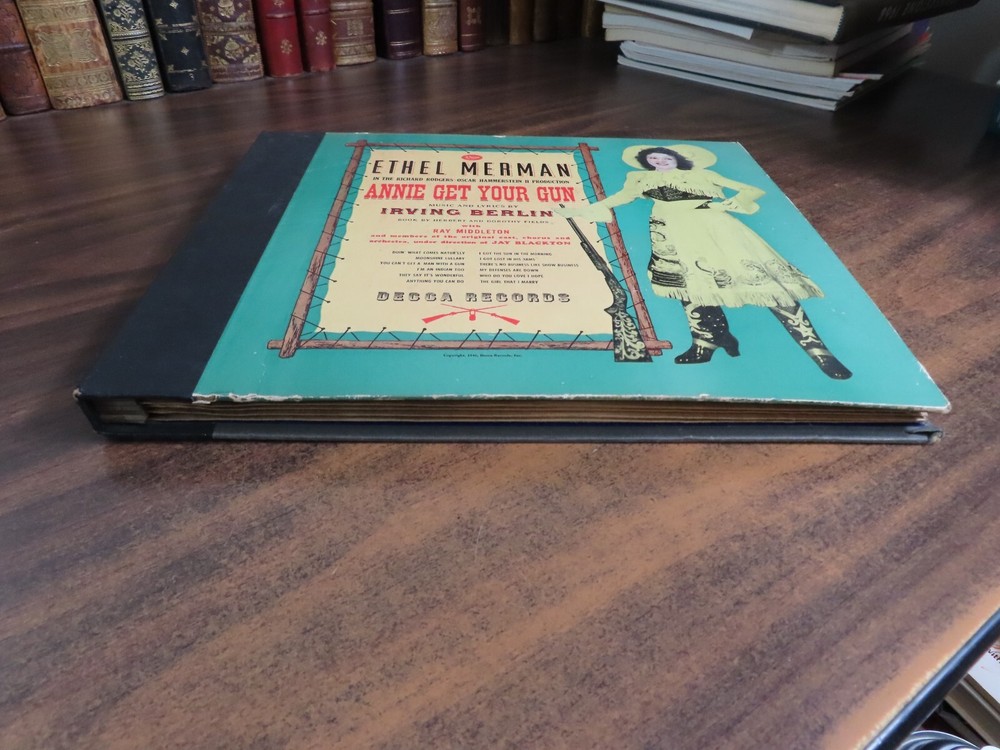 ETHEL MERMAN
IN THE RICHARD RODGERS-OSCAR HAMMERSTEIN II PRODUCTION
ANNIE GET YOUR GUN
MUSIC AND LYRICS BY
IRVING BERLIN
BOOK BY HERBERT AND DOROTHY FIELDS
with
RAY MIDDLETON
and members of the original cast, chorus and
orchestra, under direction of JAY BLACKTON
DOIN' WHAT COMES NATUR'LLY
MOONSHINE LULLABY
YOU CAN'T GET A MAN WITH A GUN
I'M AN INDIAN TOO
THEY SAY IT'S WONDERFUL
ANYTHING YOU CAN DO
I GOT THE SUN IN THE MORNING
I GOT LOST IN HIS ARMS
THERE'S NO BUSINESS LIKE SHOW BUSINESS
MY DEFENSES ARE DOWN
WHO DO YOU LOVE I HOPE
THE GIRL THAT I MARRY
DECCA RECORDS
Copyright, 1946, Decca Records, Inc.